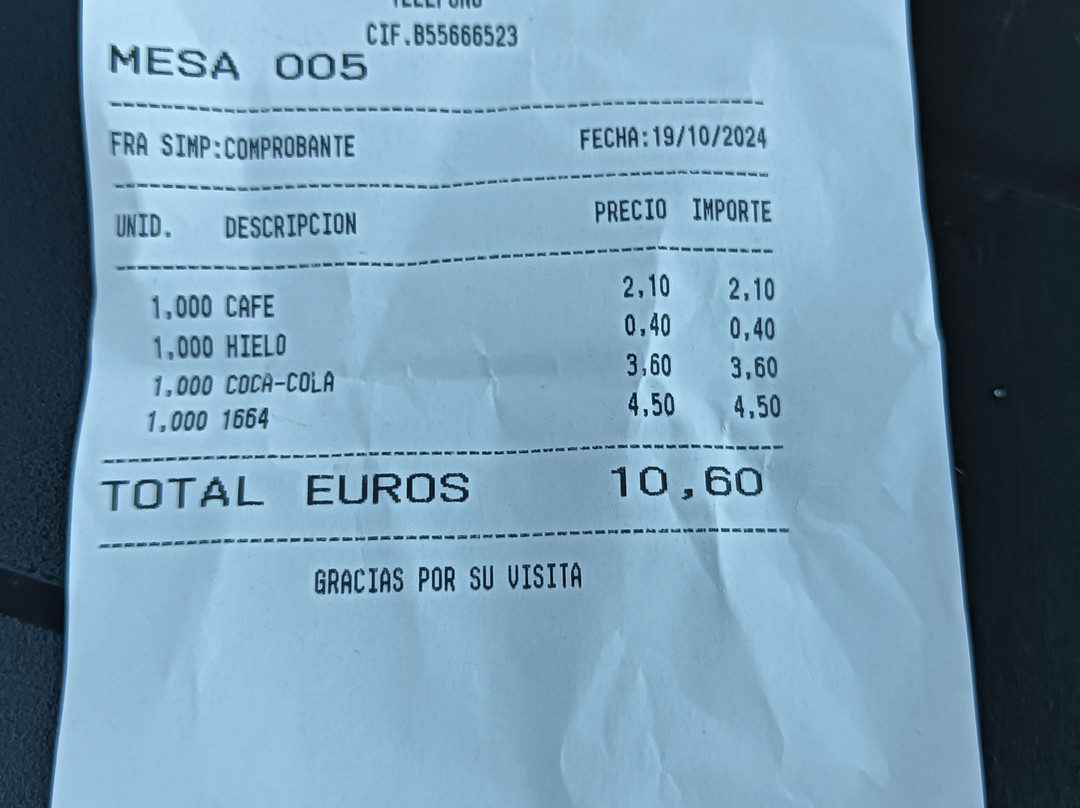 TELEFONO
CIF.B55666523
MESA 005
FRA SIMP:COMPROBANTE FECHA:19/10/2024
UNID. DESCRIPCION PRECIO IMPORTE
1,000 CAFE 2,10 2,10
1,000 HIELO 0,40 0,40
1,000 COCA-COLA 3,60 3,60
1,000 1664 4,50 4,50
TOTAL EUROS 10,60
GRACIAS POR SU VISITA